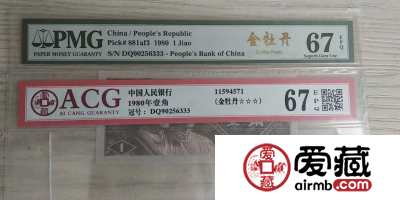 PMG
PAPER MONEY GUARANTY
China / People's Republic
Pick# 881af3 1980 1 Jiao
S/N DQ90256333 - People's Bank of China
金牡丹
67 EPQ
Superb Gem Unc
ACG
AI CANG GUARANTY
中国人民银行
1980年壹角
冠号: DQ90256333
11594571
(金牡丹☆☆☆)
67 EPQ
爱藏
airmb.com